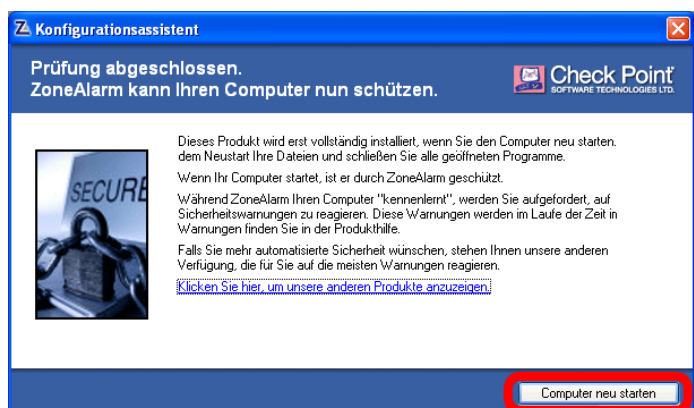 Konfigurationsassistent
Prüfung abgeschlossen.
ZoneAlarm kann Ihren Computer nun schützen.
Check Point
SOFTWARE TECHNOLOGIES LTD.
SECURE
Dieses Produkt wird erst vollständig installiert, wenn Sie den Computer neu starten.
dem Neustart Ihre Dateien und schließen Sie alle geöffneten Programme.
Wenn Ihr Computer startet, ist er durch ZoneAlarm geschützt.
Während ZoneAlarm Ihren Computer "kennenlernt", werden Sie aufgefordert, auf
Sicherheitswarnungen zu reagieren. Diese Warnungen werden im Laufe der Zeit in
Warnungen finden Sie in der Produkthilfe.
Falls Sie mehr automatisierte Sicherheit wünschen, stehen Ihnen unsere anderen
Verfügung, die für Sie auf die meisten Warnungen reagieren.
Klicken Sie hier, um unsere anderen Produkte anzuzeigen.
Computer neu starten